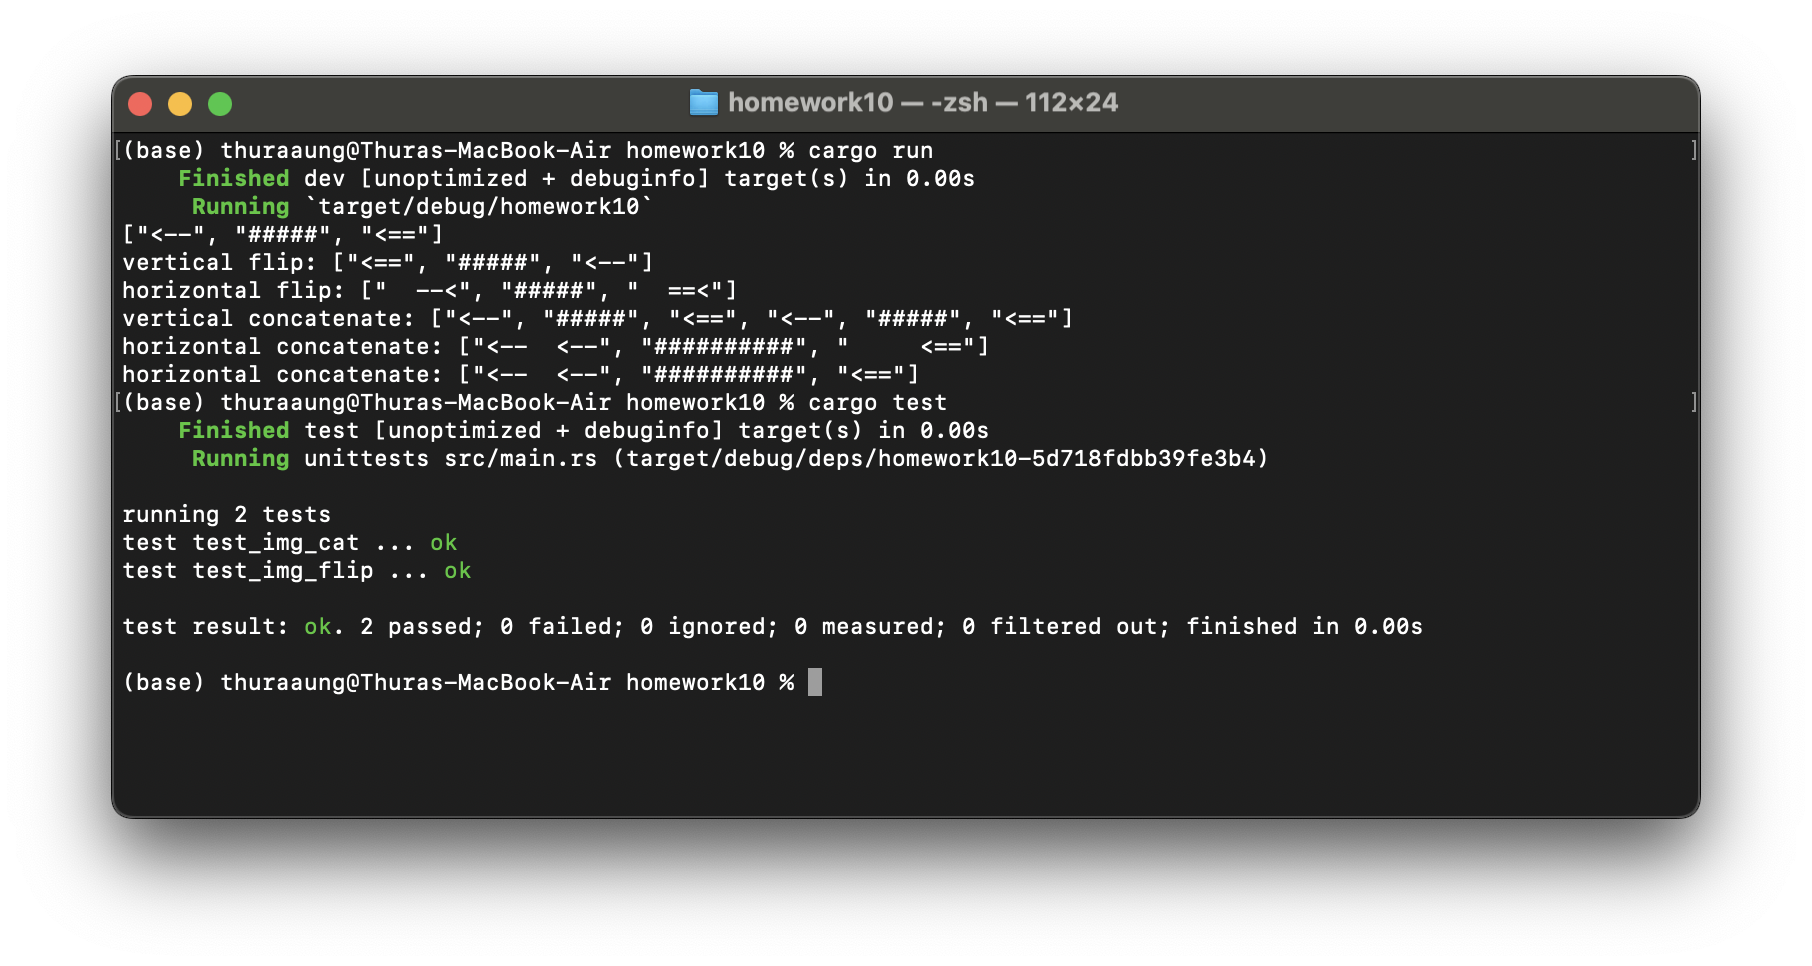 homework10 — -zsh — 112×24
[(base) thuraaung@Thuras-MacBook-Air homework10 % cargo run ]
    Finished dev [unoptimized + debuginfo] target(s) in 0.00s
     Running `target/debug/homework10`
["<--", "#####", "<=="]
vertical flip: ["<==", "#####", "<--"]
horizontal flip: ["  --<", "#####", "  ==<"]
vertical concatenate: ["<--", "#####", "<==", "<--", "#####", "<=="]
horizontal concatenate: ["<--  <--", "##########", "     <=="]
horizontal concatenate: ["<--  <--", "##########", "<=="]
[(base) thuraaung@Thuras-MacBook-Air homework10 % cargo test ]
    Finished test [unoptimized + debuginfo] target(s) in 0.00s
     Running unittests src/main.rs (target/debug/deps/homework10-5d718fdbb39fe3b4)
running 2 tests
test test_img_cat ... ok
test test_img_flip ... ok
test result: ok. 2 passed; 0 failed; 0 ignored; 0 measured; 0 filtered out; finished in 0.00s
(base) thuraaung@Thuras-MacBook-Air homework10 %